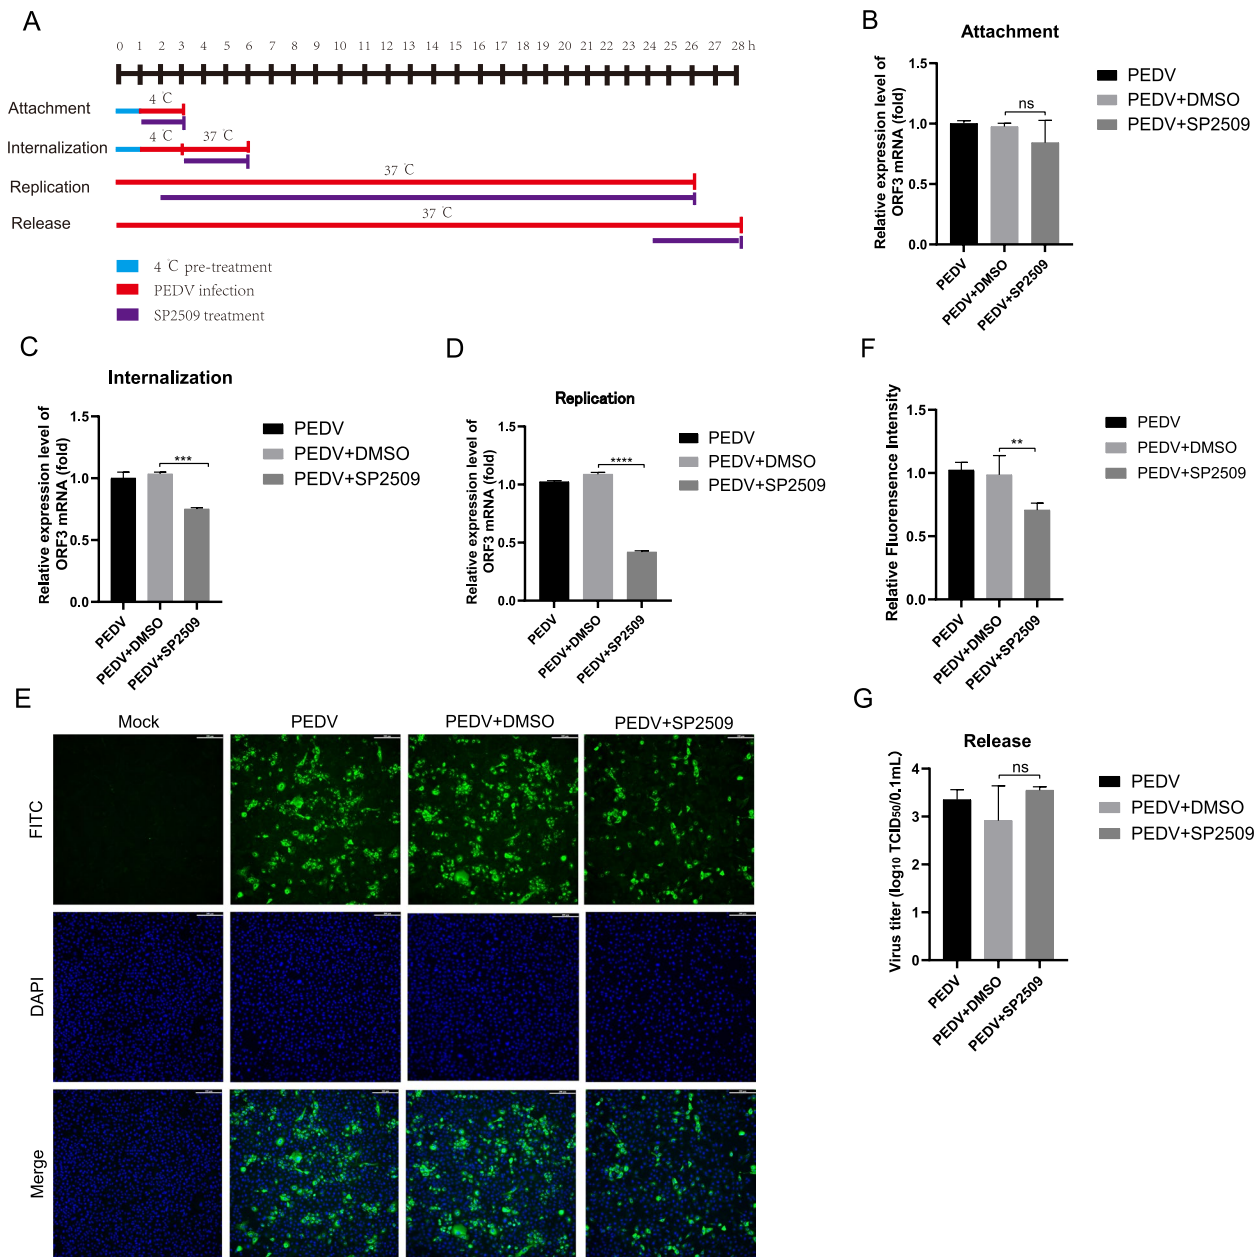 A
0 1 2 3 4 5 6 7 8 9 10 11 12 13 14 15 16 17 18 19 20 21 22 23 24 25 26 27 28 h
Attachment
4 ℃
Internalization
4 ℃ 37 ℃
Replication
37 ℃
Release
37 ℃
4 ℃ pre-treatment
PEDV infection
SP2509 treatment
B
Attachment
Relative expression level of
ORF3 mRNA (fold)
1.5
1.0
0.5
0.0
ns
PEDV
PEDV+DMSO
PEDV+SP2509
PEDV
PEDV+DMSO
PEDV+SP2509
C
Internalization
Relative expression level of
ORF3 mRNA (fold)
1.5
1.0
0.5
0.0
***
PEDV
PEDV+DMSO
PEDV+SP2509
PEDV
PEDV+DMSO
PEDV+SP2509
D
Replication
Relative expression level of
ORF3 mRNA (fold)
1.5
1.0
0.5
0.0
****
PEDV
PEDV+DMSO
PEDV+SP2509
PEDV
PEDV+DMSO
PEDV+SP2509
F
Relative Fluorensence Intensity
1.5
1.0
0.5
0.0
**
PEDV
PEDV+DMSO
PEDV+SP2509
PEDV
PEDV+DMSO
PEDV+SP2509
E
Mock PEDV PEDV+DMSO PEDV+SP2509
FITC
DAPI
Merge
G
Release
Virus titer (log10 TCID50/0.1mL)
4
3
2
1
0
ns
PEDV
PEDV+DMSO
PEDV+SP2509
PEDV
PEDV+DMSO
PEDV+SP2509